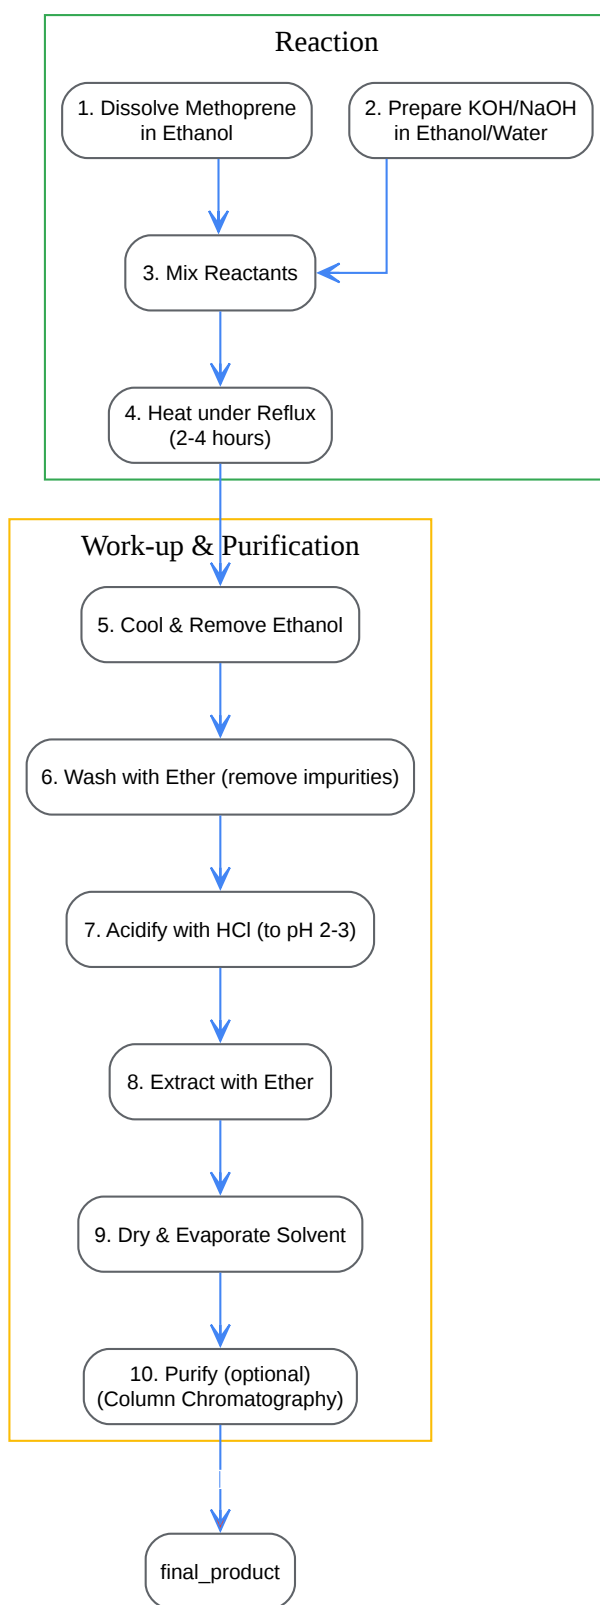 Reaction
1. Dissolve Methoprene
in Ethanol
2. Prepare KOH/NaOH
in Ethanol/Water
3. Mix Reactants
4. Heat under Reflux
(2-4 hours)
Work-up & Purification
5. Cool & Remove Ethanol
6. Wash with Ether (remove impurities)
7. Acidify with HCl (to pH 2-3)
8. Extract with Ether
9. Dry & Evaporate Solvent
10. Purify (optional)
(Column Chromatography)
final_product